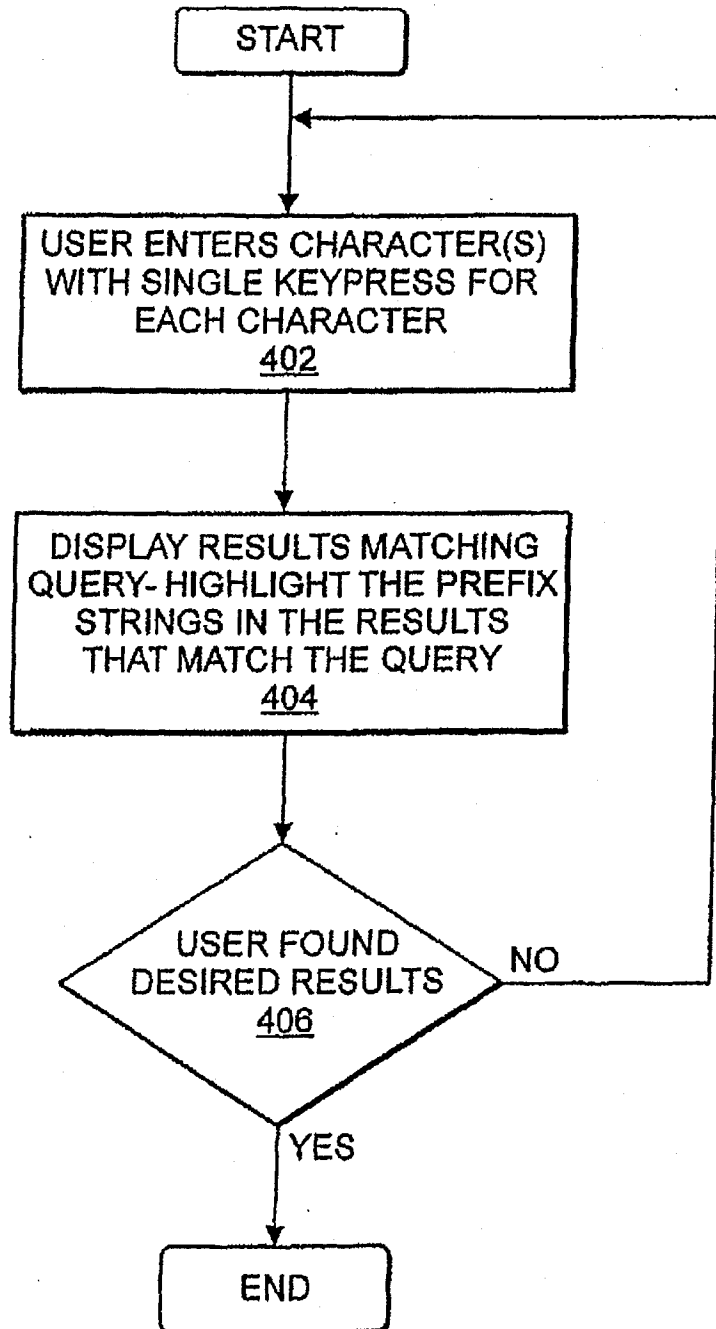 START
USER ENTERS CHARACTER(S)
WITH SINGLE KEYPRESS FOR
EACH CHARACTER
402
DISPLAY RESULTS MATCHING
QUERY- HIGHLIGHT THE PREFIX
STRINGS IN THE RESULTS
THAT MATCH THE QUERY
404
USER FOUND
DESIRED RESULTS
406
NO
YES
END